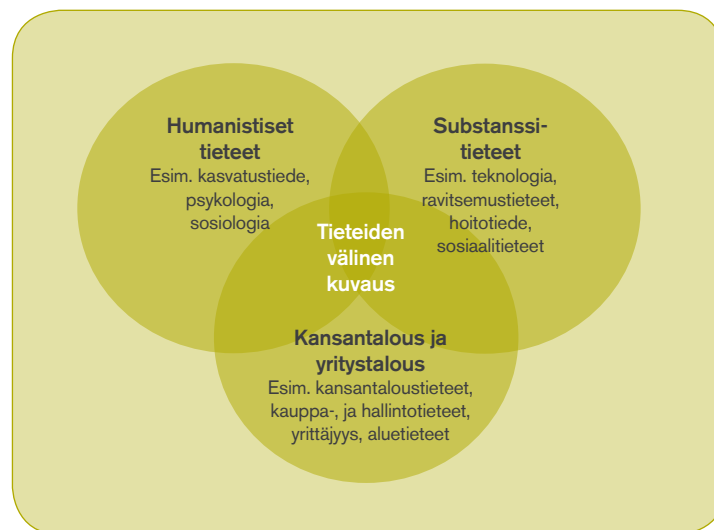 Humanistiset
tieteet
Esim. kasvatustiede,
psykologia,
sosiologia
Substanssi-
tieteet
Esim. teknologia,
ravitsemustieteet,
hoitotiede,
sosiaalitieteet
Tieteiden
välinen
kuvaus
Kansantalous ja
yritystalous
Esim. kansantaloustieteet,
kauppa-, ja hallintotieteet,
yrittäjyys, aluetieteet